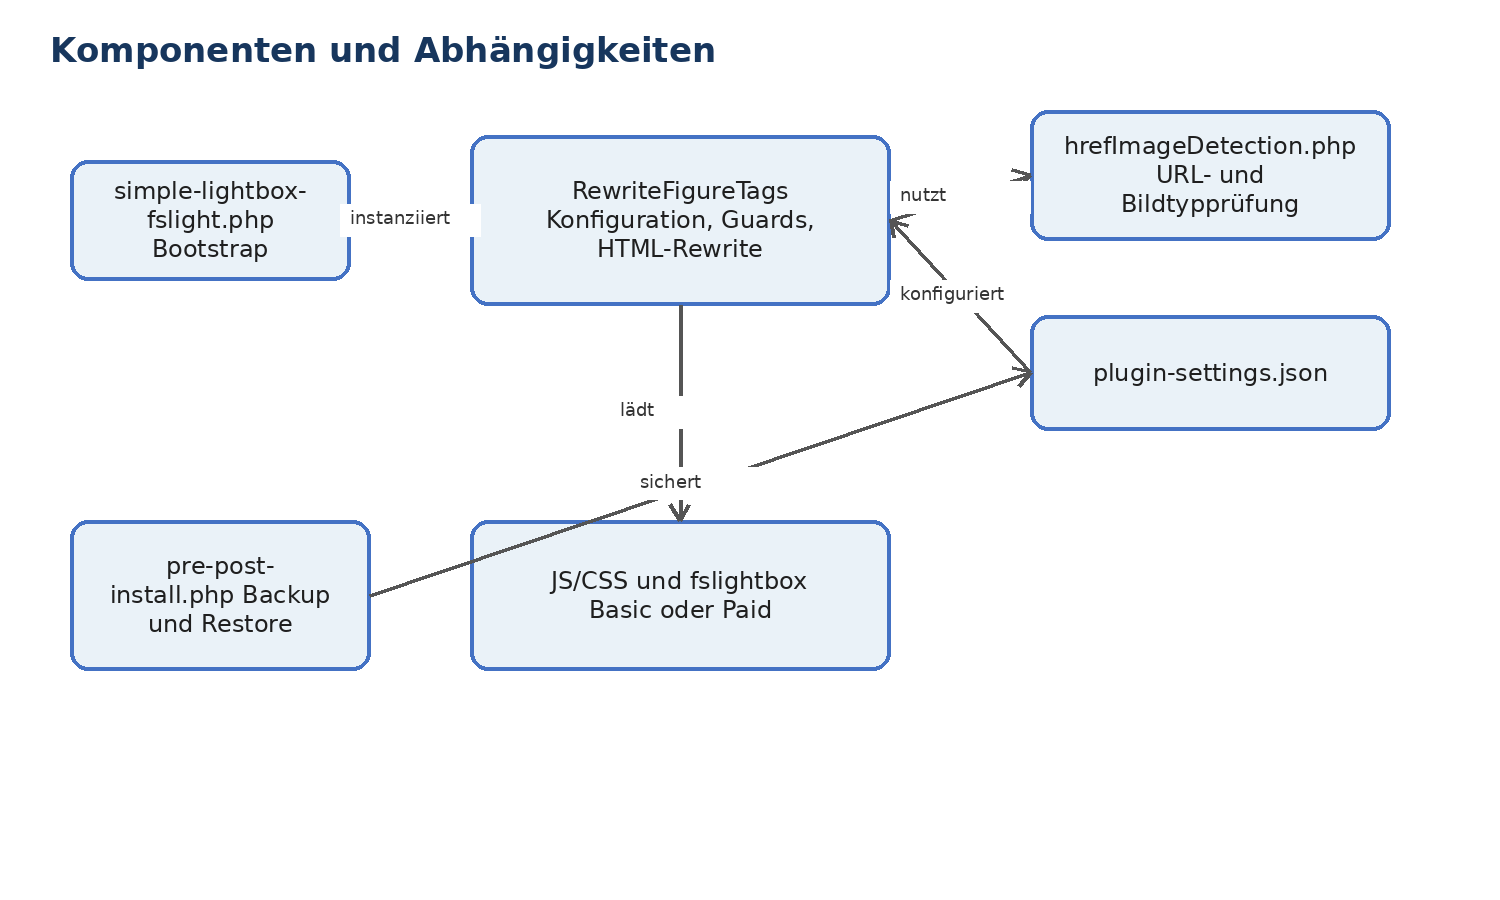 Komponenten und Abhängigkeiten
simple-lightbox-
fslight.php
Bootstrap
instanziiert
RewriteFigureTags
Konfiguration, Guards,
HTML-Rewrite
nutzt
hrefImageDetection.php
URL- und
Bildtypprüfung
konfiguriert
plugin-settings.json
lädt
sichert
pre-post-
install.php Backup
und Restore
JS/CSS und fslightbox
Basic oder Paid